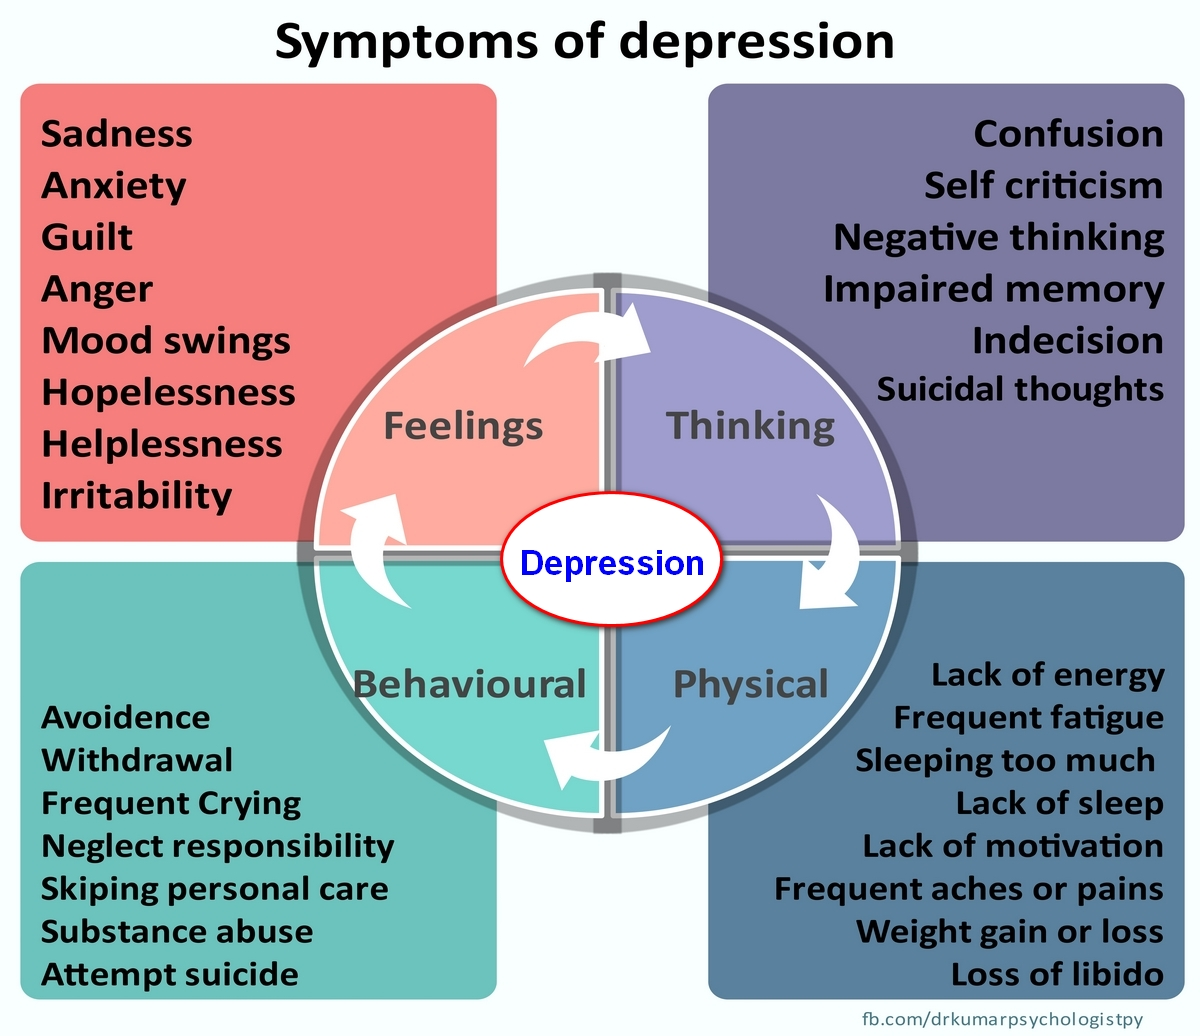 Symptoms of depression
Sadness
Anxiety
Guilt
Anger
Mood swings
Hopelessness
Helplessness
Irritability
Confusion
Self criticism
Negative thinking
Impaired memory
Indecision
Suicidal thoughts
Feelings
Thinking
Depression
Behavioural
Physical
Avoidence
Withdrawal
Frequent Crying
Neglect responsibility
Skiping personal care
Substance abuse
Attempt suicide
Lack of energy
Frequent fatigue
Sleeping too much
Lack of sleep
Lack of motivation
Frequent aches or pains
Weight gain or loss
Loss of libido
fb.com/drkumarpsychologistpy